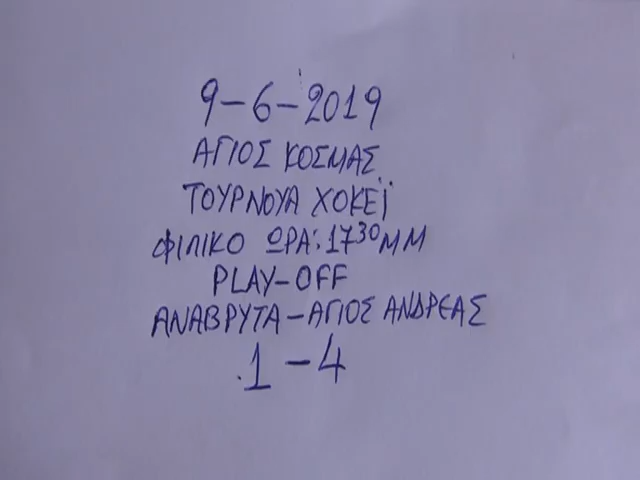 9-6-2019
ΑΓΙΟΣ ΚΟΣΜΑΣ
ΤΟΥΡΝΟΥΑ ΧΟΚΕΪ
ΦΙΛΙΚΟ ΩΡΑ: 17³⁰ΜΜ
PLAY-OFF
ΑΝΑΒΡΥΤΑ-ΑΓΙΟΣ ΑΝΔΡΕΑΣ
1-4